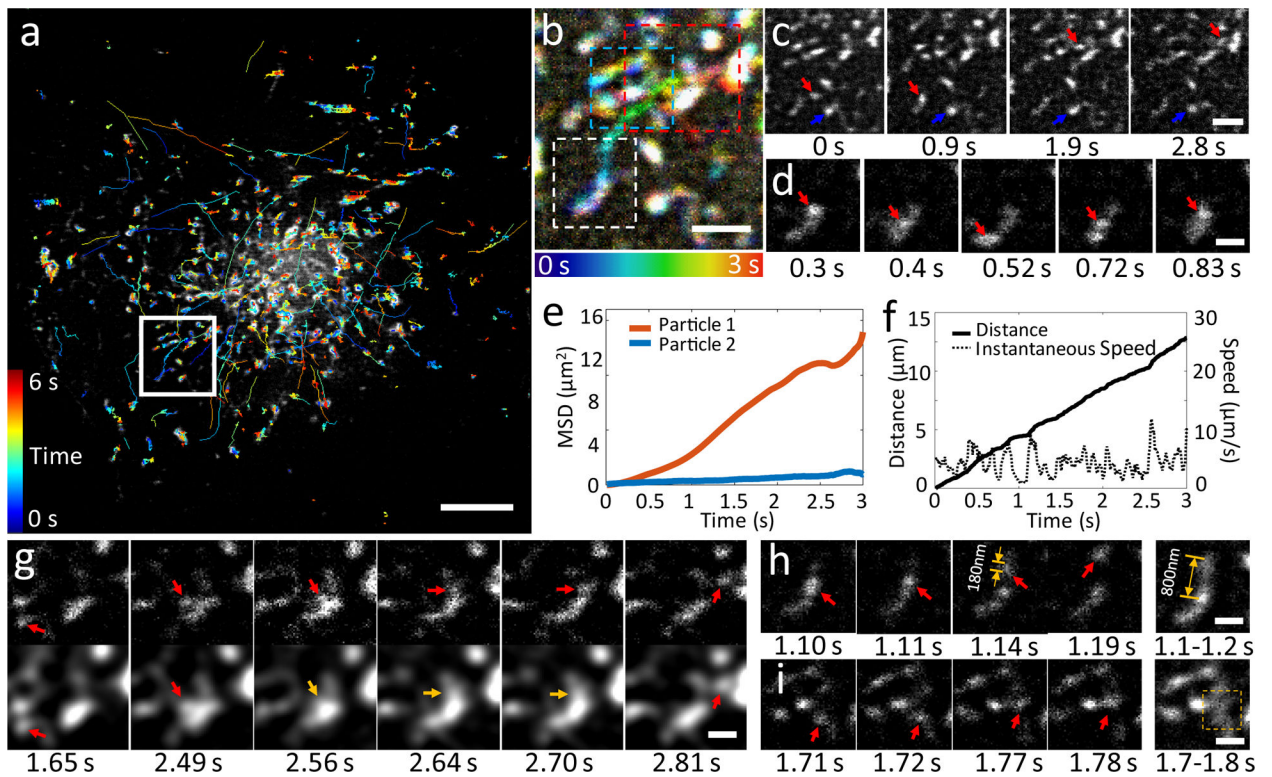 a
6 s
Time
0 s
b
0 s 3 s
c
0 s 0.9 s 1.9 s 2.8 s
d
0.3 s 0.4 s 0.52 s 0.72 s 0.83 s
e
16
12
8
4
0
MSD (µm²)
Particle 1
Particle 2
0 0.5 1 1.5 2 2.5 3
Time (s)
f
15
10
5
0
Distance (µm)
Distance
Instantaneous Speed
30
20
10
0
Speed (µm/s)
0 0.5 1 1.5 2 2.5 3
Time (s)
g
1.65 s 2.49 s 2.56 s 2.64 s 2.70 s 2.81 s
h
180nm
800nm
1.10 s 1.11 s 1.14 s 1.19 s 1.1-1.2 s
i
1.71 s 1.72 s 1.77 s 1.78 s 1.7-1.8 s